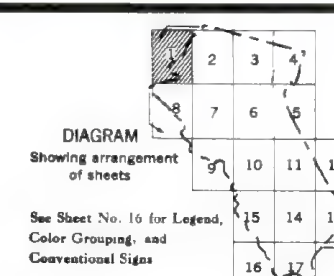 1 2 3 4
8 7 6 5
DIAGRAM
Showing arrangement
of sheets
9 10 11
See Sheet No. 16 for Legend,
Color Grouping, and
Conventional Signs
15 14
16 17